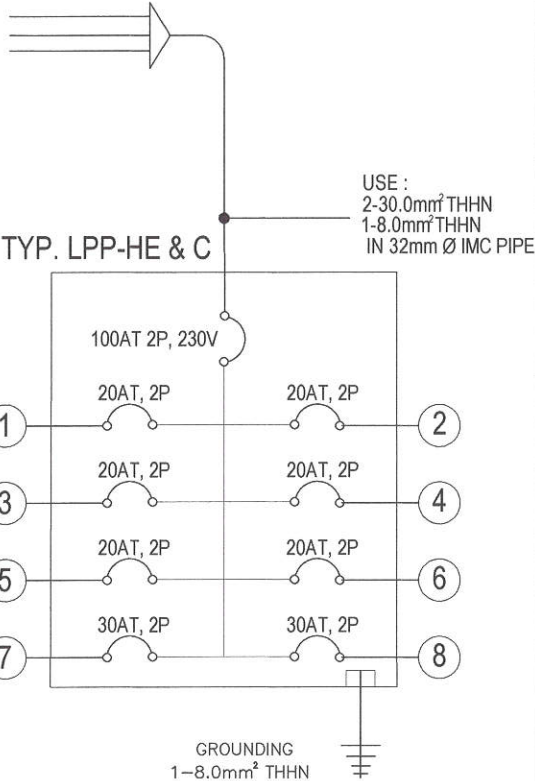 USE :
2-30.0mm² THHN
1-8.0mm² THHN
IN 32mm Ø IMC PIPE
TYP. LPP-HE & C
100AT 2P, 230V
20AT, 2P 20AT, 2P
1 2
20AT, 2P 20AT, 2P
3 4
20AT, 2P 20AT, 2P
5 6
30AT, 2P 30AT, 2P
7 8
GROUNDING
1-8.0mm² THHN